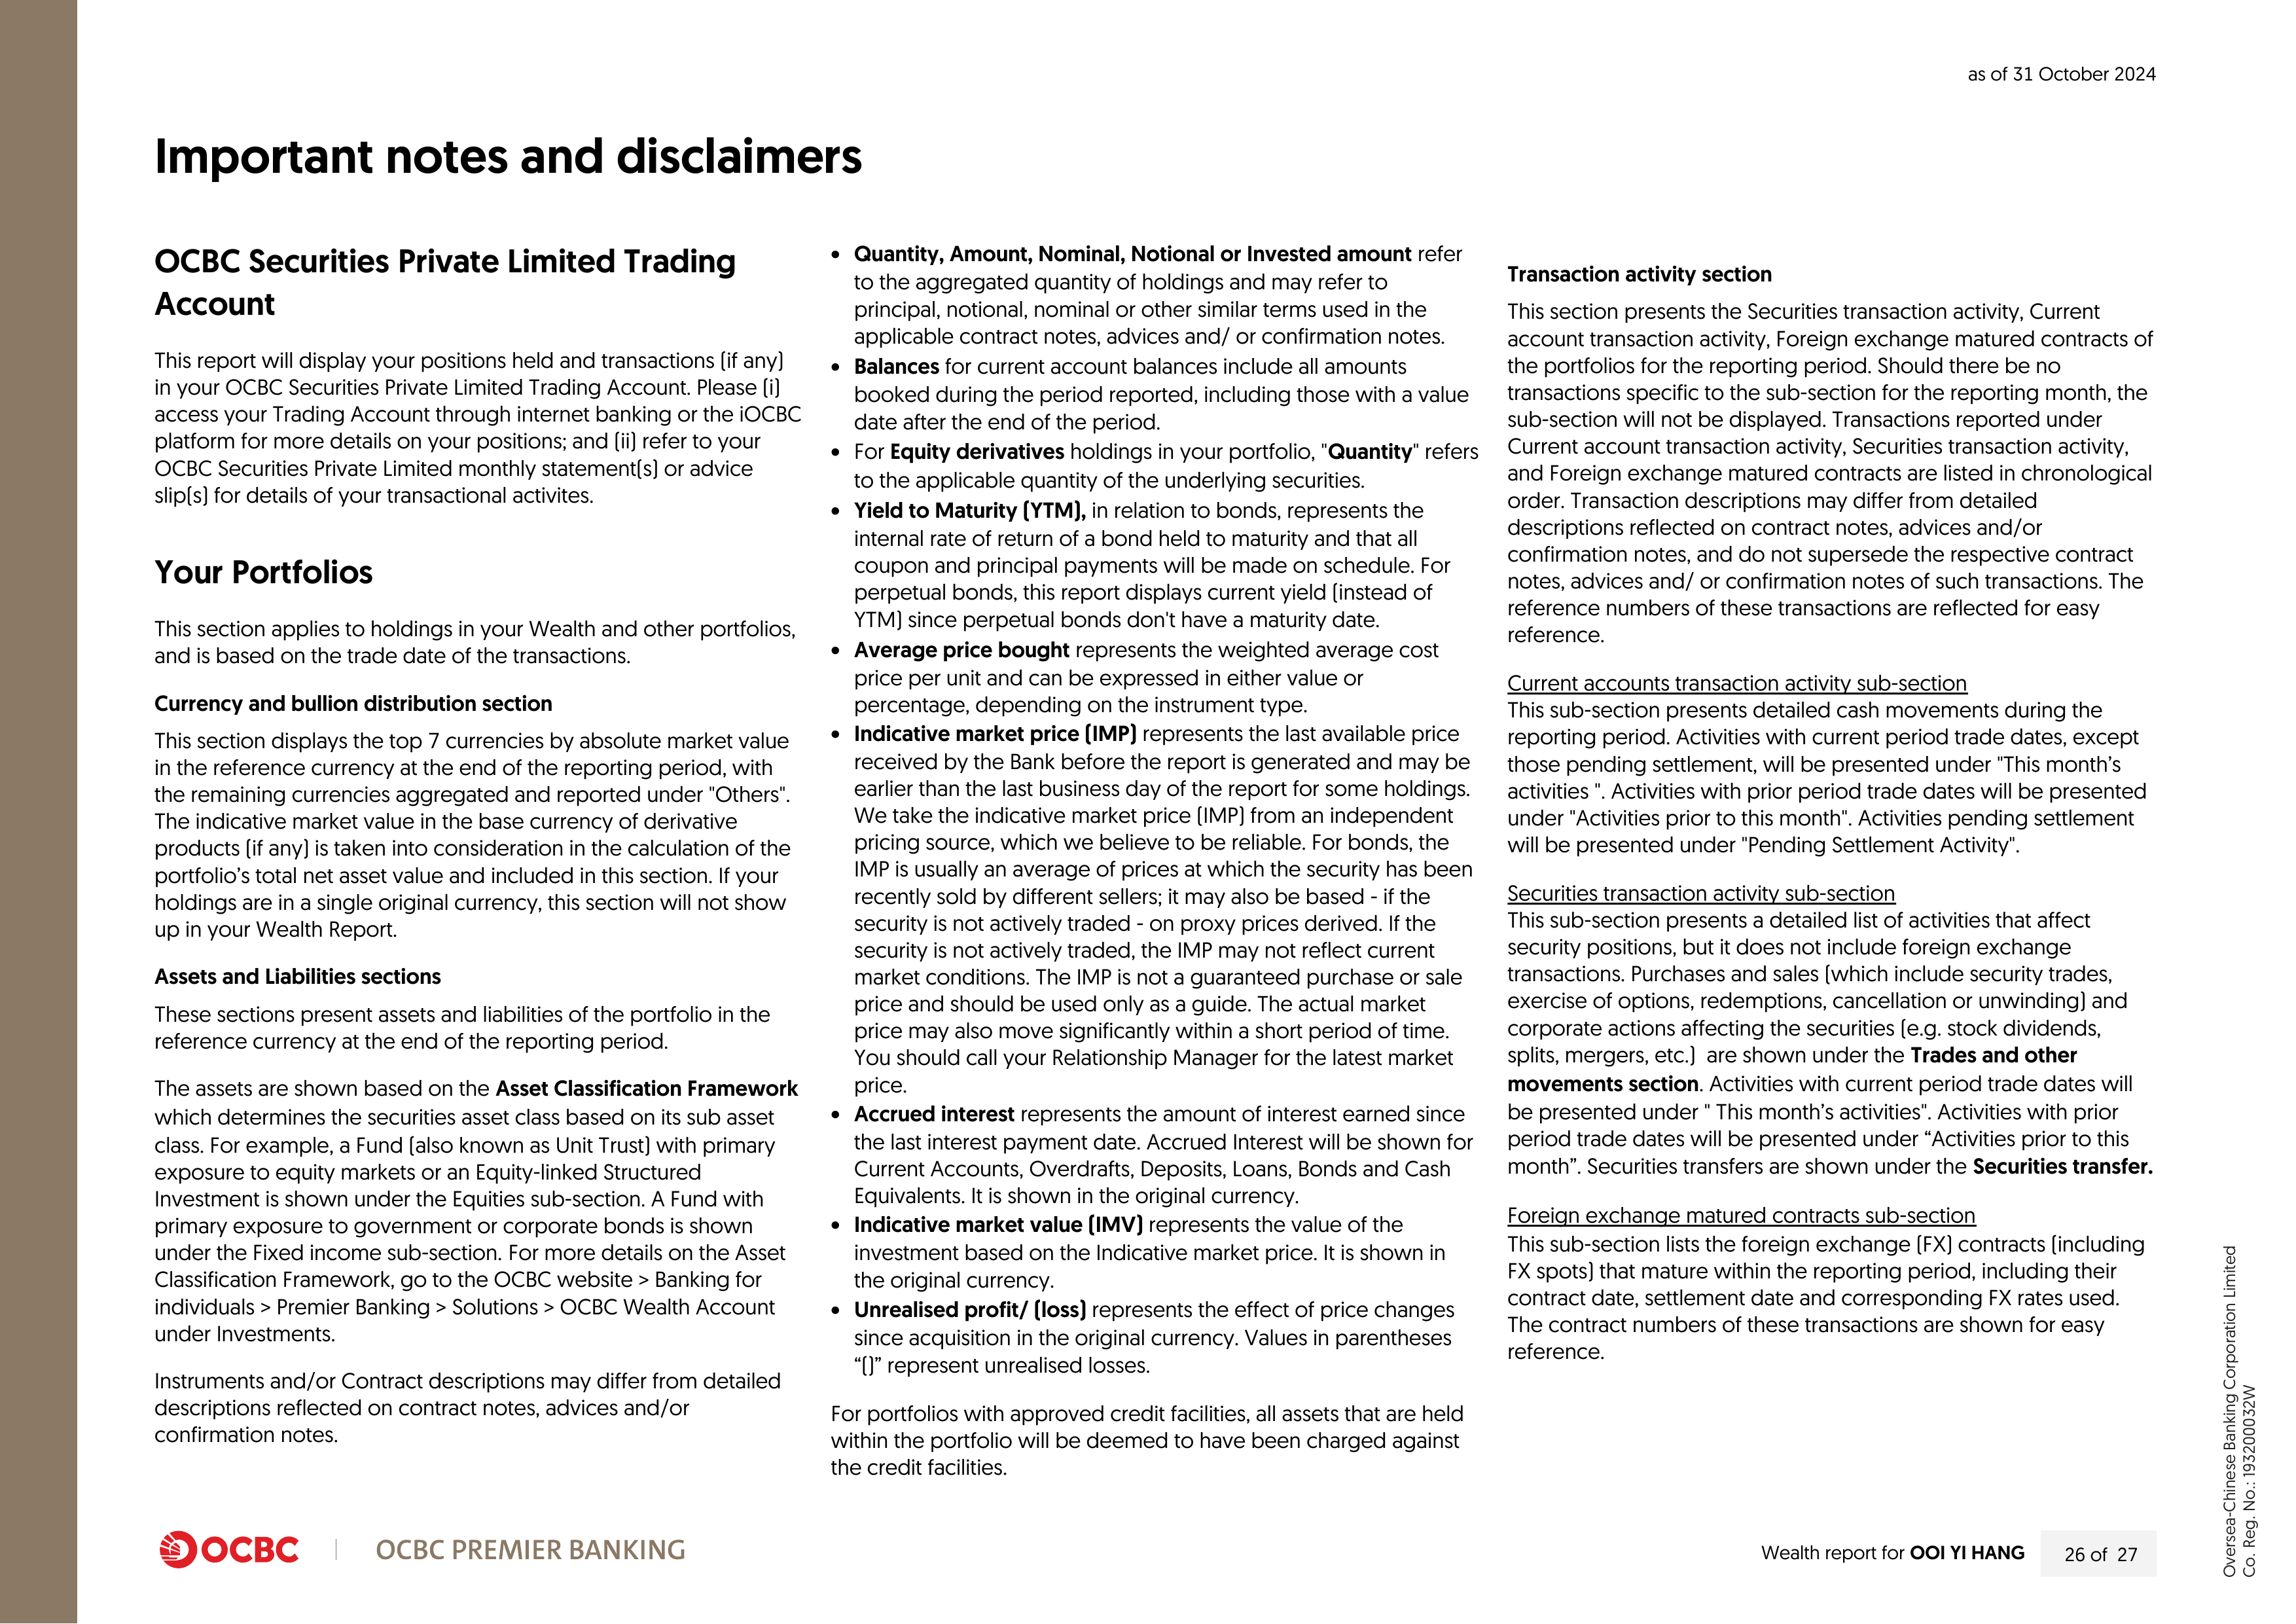 as of 31 October 2024
Important notes and disclaimers
OCBC Securities Private Limited Trading
Account
This report will display your positions held and transactions (if any)
in your OCBC Securities Private Limited Trading Account. Please (i)
access your Trading Account through internet banking or the iOCBC
platform for more details on your positions; and (ii) refer to your
OCBC Securities Private Limited monthly statement(s) or advice
slip(s) for details of your transactional activites.
Your Portfolios
This section applies to holdings in your Wealth and other portfolios,
and is based on the trade date of the transactions.
Currency and bullion distribution section
This section displays the top 7 currencies by absolute market value
in the reference currency at the end of the reporting period, with
the remaining currencies aggregated and reported under "Others".
The indicative market value in the base currency of derivative
products (if any) is taken into consideration in the calculation of the
portfolio’s total net asset value and included in this section. If your
holdings are in a single original currency, this section will not show
up in your Wealth Report.
Assets and Liabilities sections
These sections present assets and liabilities of the portfolio in the
reference currency at the end of the reporting period.
The assets are shown based on the Asset Classification Framework
which determines the securities asset class based on its sub asset
class. For example, a Fund (also known as Unit Trust) with primary
exposure to equity markets or an Equity-linked Structured
Investment is shown under the Equities sub-section. A Fund with
primary exposure to government or corporate bonds is shown
under the Fixed income sub-section. For more details on the Asset
Classification Framework, go to the OCBC website > Banking for
individuals > Premier Banking > Solutions > OCBC Wealth Account
under Investments.
Instruments and/or Contract descriptions may differ from detailed
descriptions reflected on contract notes, advices and/or
confirmation notes.
• Quantity, Amount, Nominal, Notional or Invested amount refer
to the aggregated quantity of holdings and may refer to
principal, notional, nominal or other similar terms used in the
applicable contract notes, advices and/ or confirmation notes.
• Balances for current account balances include all amounts
booked during the period reported, including those with a value
date after the end of the period.
• For Equity derivatives holdings in your portfolio, "Quantity" refers
to the applicable quantity of the underlying securities.
• Yield to Maturity (YTM), in relation to bonds, represents the
internal rate of return of a bond held to maturity and that all
coupon and principal payments will be made on schedule. For
perpetual bonds, this report displays current yield (instead of
YTM) since perpetual bonds don't have a maturity date.
• Average price bought represents the weighted average cost
price per unit and can be expressed in either value or
percentage, depending on the instrument type.
• Indicative market price (IMP) represents the last available price
received by the Bank before the report is generated and may be
earlier than the last business day of the report for some holdings.
We take the indicative market price (IMP) from an independent
pricing source, which we believe to be reliable. For bonds, the
IMP is usually an average of prices at which the security has been
recently sold by different sellers; it may also be based - if the
security is not actively traded - on proxy prices derived. If the
security is not actively traded, the IMP may not reflect current
market conditions. The IMP is not a guaranteed purchase or sale
price and should be used only as a guide. The actual market
price may also move significantly within a short period of time.
You should call your Relationship Manager for the latest market
price.
• Accrued interest represents the amount of interest earned since
the last interest payment date. Accrued Interest will be shown for
Current Accounts, Overdrafts, Deposits, Loans, Bonds and Cash
Equivalents. It is shown in the original currency.
• Indicative market value (IMV) represents the value of the
investment based on the Indicative market price. It is shown in
the original currency.
• Unrealised profit/ (loss) represents the effect of price changes
since acquisition in the original currency. Values in parentheses
“()” represent unrealised losses.
For portfolios with approved credit facilities, all assets that are held
within the portfolio will be deemed to have been charged against
the credit facilities.
Transaction activity section
This section presents the Securities transaction activity, Current
account transaction activity, Foreign exchange matured contracts of
the portfolios for the reporting period. Should there be no
transactions specific to the sub-section for the reporting month, the
sub-section will not be displayed. Transactions reported under
Current account transaction activity, Securities transaction activity,
and Foreign exchange matured contracts are listed in chronological
order. Transaction descriptions may differ from detailed
descriptions reflected on contract notes, advices and/or
confirmation notes, and do not supersede the respective contract
notes, advices and/ or confirmation notes of such transactions. The
reference numbers of these transactions are reflected for easy
reference.
Current accounts transaction activity sub-section
This sub-section presents detailed cash movements during the
reporting period. Activities with current period trade dates, except
those pending settlement, will be presented under "This month’s
activities ". Activities with prior period trade dates will be presented
under "Activities prior to this month". Activities pending settlement
will be presented under "Pending Settlement Activity".
Securities transaction activity sub-section
This sub-section presents a detailed list of activities that affect
security positions, but it does not include foreign exchange
transactions. Purchases and sales (which include security trades,
exercise of options, redemptions, cancellation or unwinding) and
corporate actions affecting the securities (e.g. stock dividends,
splits, mergers, etc.) are shown under the Trades and other
movements section. Activities with current period trade dates will
be presented under " This month’s activities". Activities with prior
period trade dates will be presented under “Activities prior to this
month”. Securities transfers are shown under the Securities transfer.
Foreign exchange matured contracts sub-section
This sub-section lists the foreign exchange (FX) contracts (including
FX spots) that mature within the reporting period, including their
contract date, settlement date and corresponding FX rates used.
The contract numbers of these transactions are shown for easy
reference.
Oversea-Chinese Banking Corporation Limited
Co. Reg. No.: 193200032W
OCBC | OCBC PREMIER BANKING
Wealth report for OOI YI HANG 26 of 27